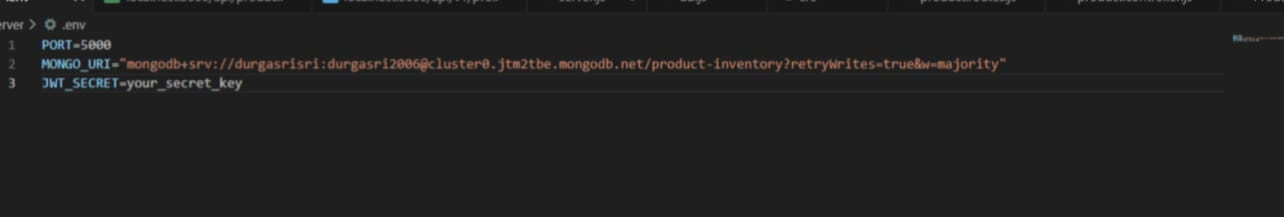 erver > .env
1 PORT=5000
2 MONGO_URI="mongodb+srv://durgasrisri:durgasri2006@cluster0.jtm2tbe.mongodb.net/product-inventory?retryWrites=true&w=majority"
3 JWT_SECRET=your_secret_key